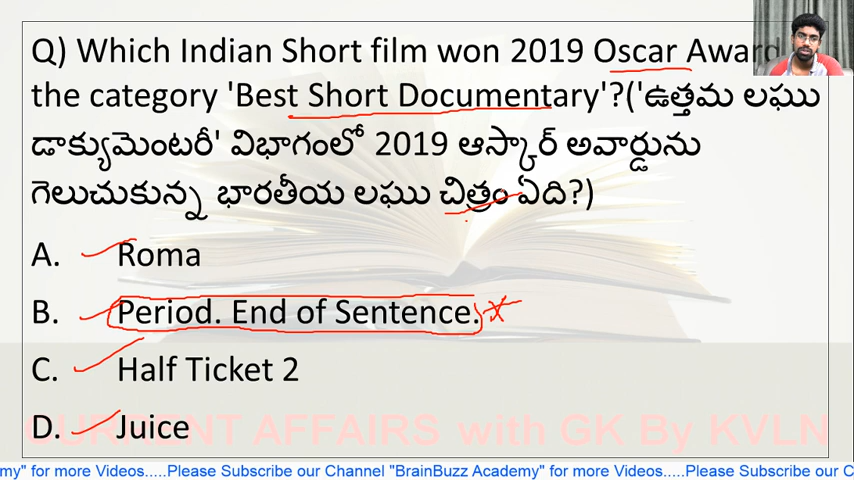 Q) Which Indian Short film won 2019 Oscar Award
the category 'Best Short Documentary'?('ఉత్తమ లఘు
డాక్యుమెంటరీ' విభాగంలో 2019 ఆస్కార్ అవార్డును
గెలుచుకున్న భారతీయ లఘు చిత్రం ఏది?)
A. Roma
B. Period. End of Sentence.
C. Half Ticket 2
D. Juice
CURRENT AFFAIRS with GK By KVLN
my" for more Videos.....Please Subscribe our Channel "BrainBuzz Academy" for more Videos.....Please Subscribe our C